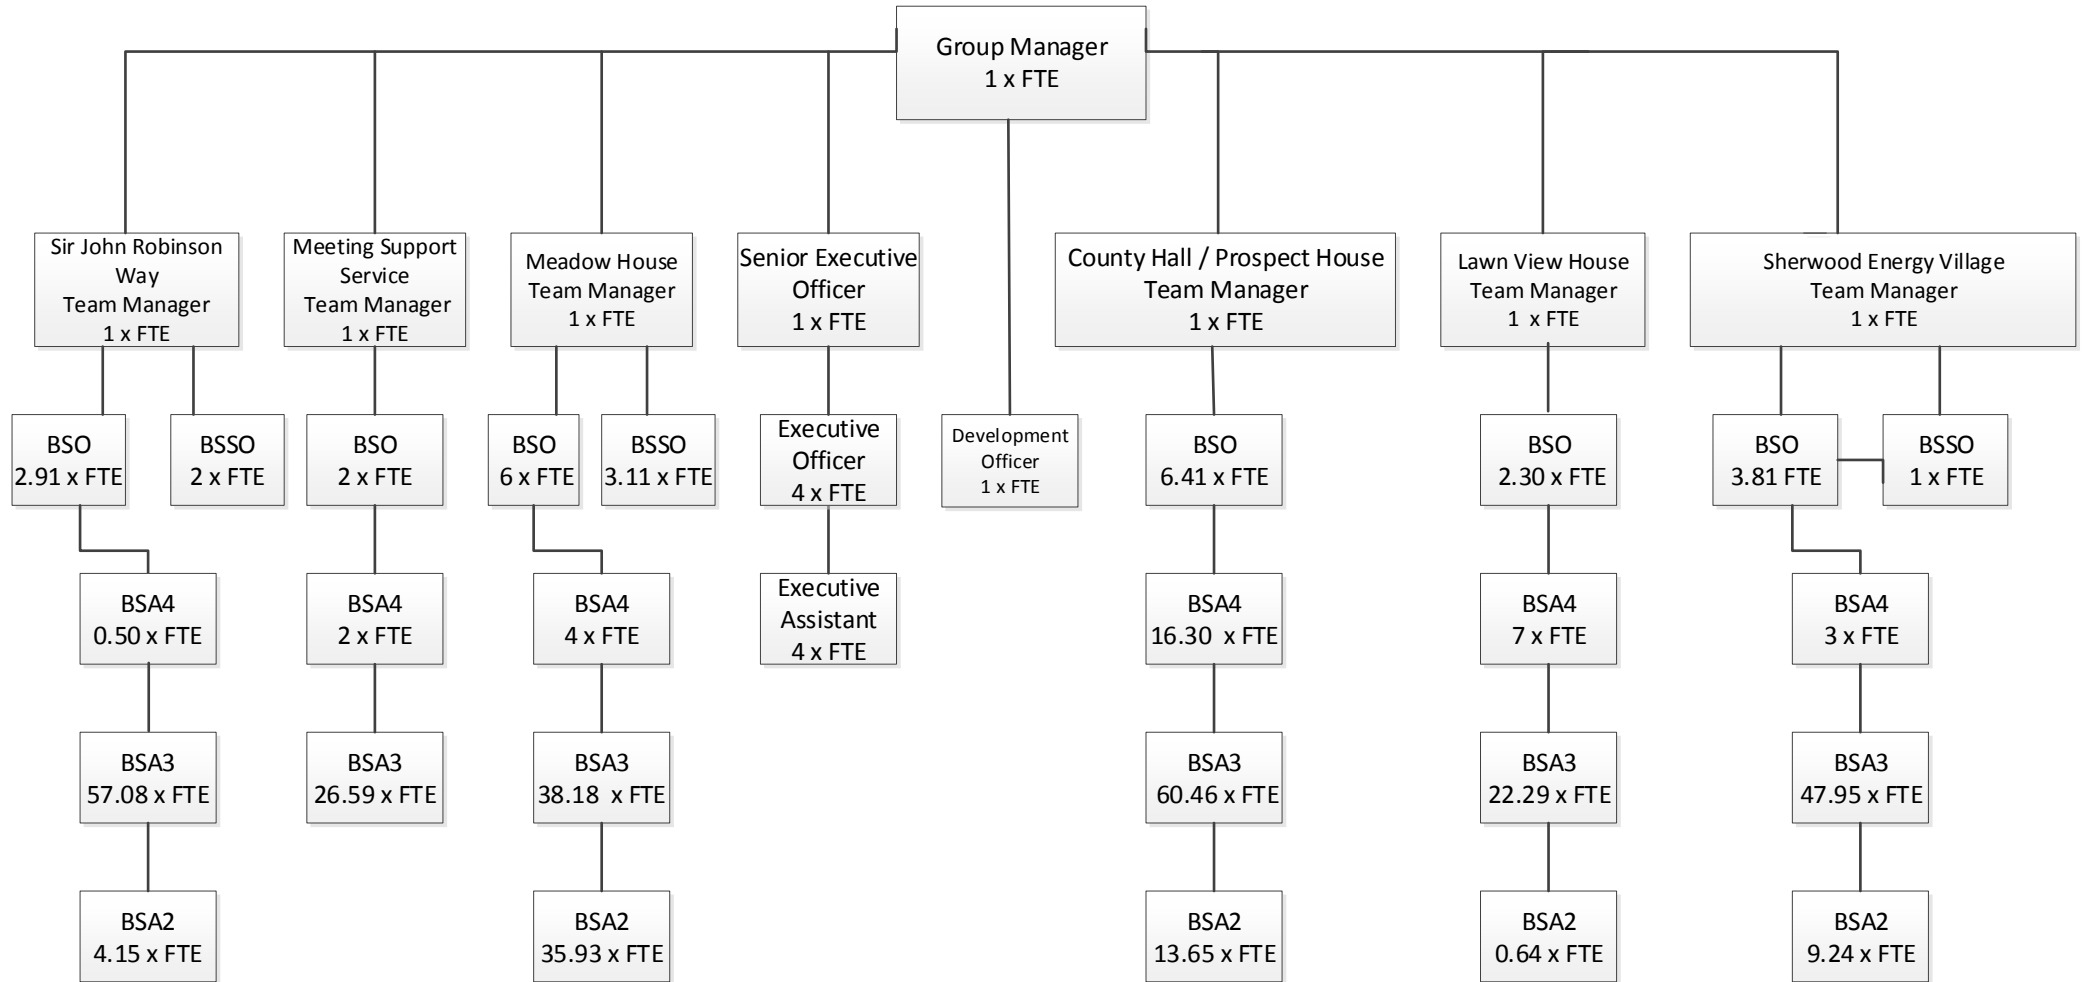 Group Manager
1 x FTE
Sir John Robinson
Way
Team Manager
1 x FTE
Meeting Support
Service
Team Manager
1 x FTE
Meadow House
Team Manager
1 x FTE
Senior Executive
Officer
1 x FTE
County Hall / Prospect House
Team Manager
1 x FTE
Lawn View House
Team Manager
1 x FTE
Sherwood Energy Village
Team Manager
1 x FTE
BSO
2.91 x FTE
BSSO
2 x FTE
BSO
2 x FTE
BSO
6 x FTE
BSSO
3.11 x FTE
Executive
Officer
4 x FTE
Development
Officer
1 x FTE
BSO
6.41 x FTE
BSO
2.30 x FTE
BSO
3.81 FTE
BSSO
1 x FTE
BSA4
0.50 x FTE
BSA4
2 x FTE
BSA4
4 x FTE
Executive
Assistant
4 x FTE
BSA4
16.30 x FTE
BSA4
7 x FTE
BSA4
3 x FTE
BSA3
57.08 x FTE
BSA3
26.59 x FTE
BSA3
38.18 x FTE
BSA3
60.46 x FTE
BSA3
22.29 x FTE
BSA3
47.95 x FTE
BSA2
4.15 x FTE
BSA2
35.93 x FTE
BSA2
13.65 x FTE
BSA2
0.64 x FTE
BSA2
9.24 x FTE